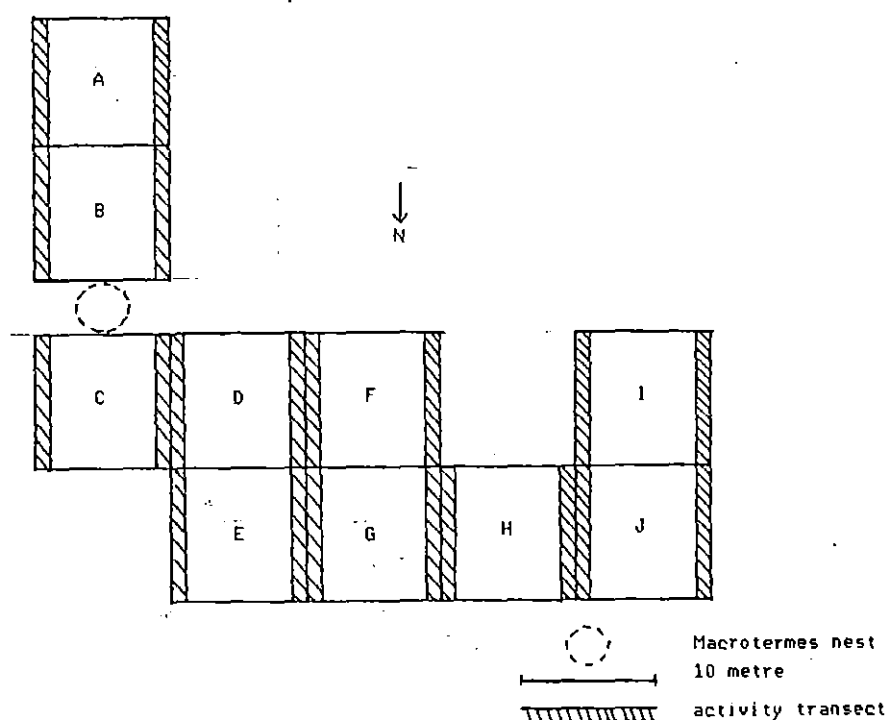 A
B
N
C D F I
E G H J
Macrotermes nest
10 metre
activity transect